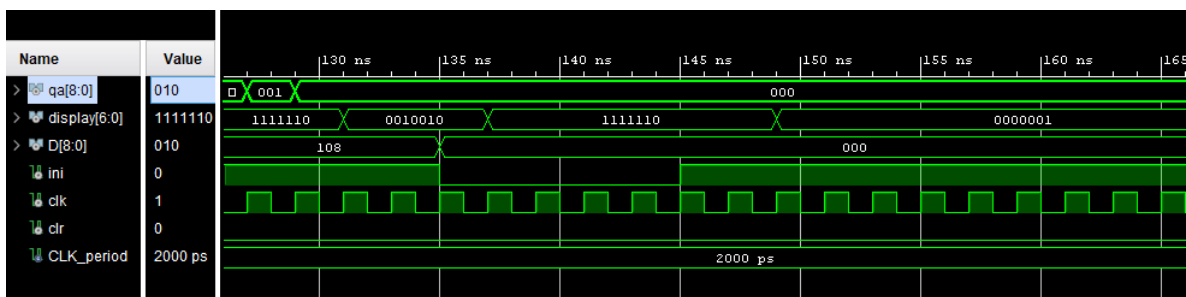 Name Value
130 ns 135 ns 140 ns 145 ns 150 ns 155 ns 160 ns 165
qa[8:0] 010 001 000
display[6:0] 1111110 1111110 0010010 1111110 0000001
D[8:0] 010 108 000
ini 0
clk 1
clr 0
CLK_period 2000 ps 2000 ps